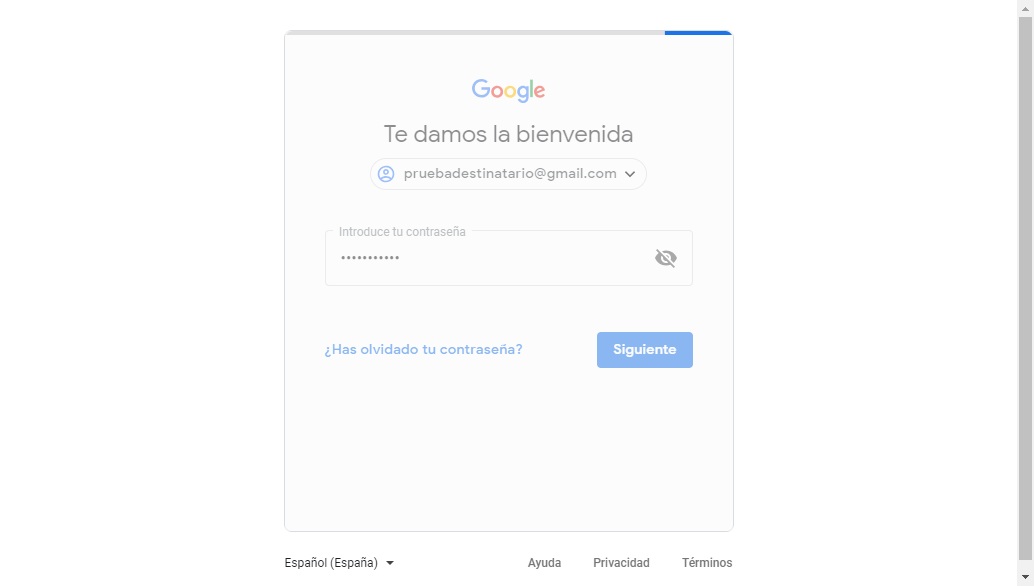 Google
Te damos la bienvenida
pruebadestinatario@gmail.com
Introduce tu contraseña
•••••••••••
¿Has olvidado tu contraseña?
Siguiente
Español (España)
Ayuda
Privacidad
Términos